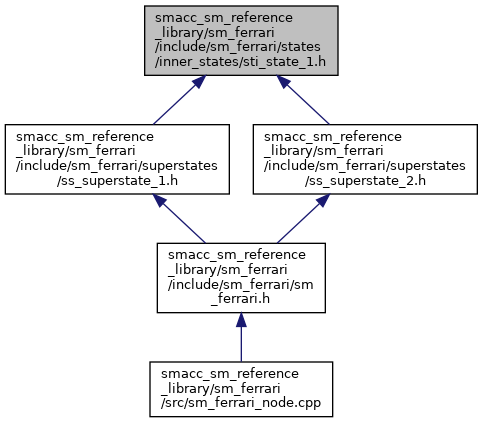 smacc_sm_reference
_library/sm_ferrari
/include/sm_ferrari/states
/inner_states/sti_state_1.h
smacc_sm_reference
_library/sm_ferrari
/include/sm_ferrari/superstates
/ss_superstate_1.h
smacc_sm_reference
_library/sm_ferrari
/include/sm_ferrari/superstates
/ss_superstate_2.h
smacc_sm_reference
_library/sm_ferrari
/include/sm_ferrari/sm
_ferrari.h
smacc_sm_reference
_library/sm_ferrari
/src/sm_ferrari_node.cpp